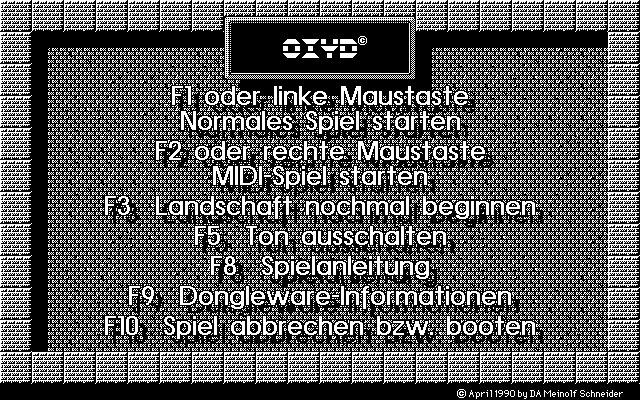 OXYD©
F1 oder linke Maustaste
Normales Spiel starten
F2 oder rechte Maustaste
MIDI-Spiel starten
F3: Landschaft nochmal beginnen
F5: Ton ausschalten
F8: Spielanleitung
F9: Dongleware-Informationen
F10: Spiel abbrechen bzw. booten
© April 1990 by DA Meinolf Schneider